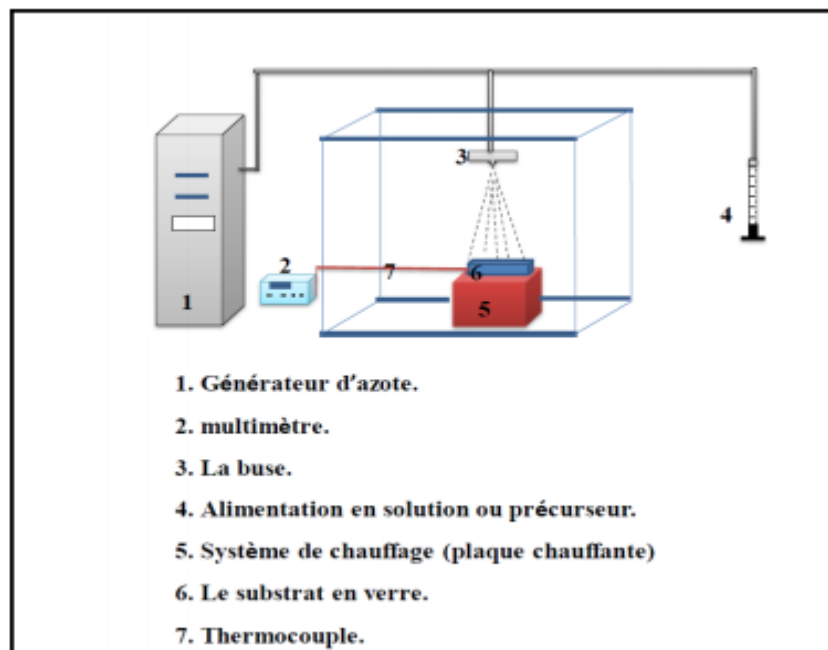 3
4
2
7
6
1
5
1. Générateur d'azote.
2. multimètre.
3. La buse.
4. Alimentation en solution ou précurseur.
5. Système de chauffage (plaque chauffante)
6. Le substrat en verre.
7. Thermocouple.